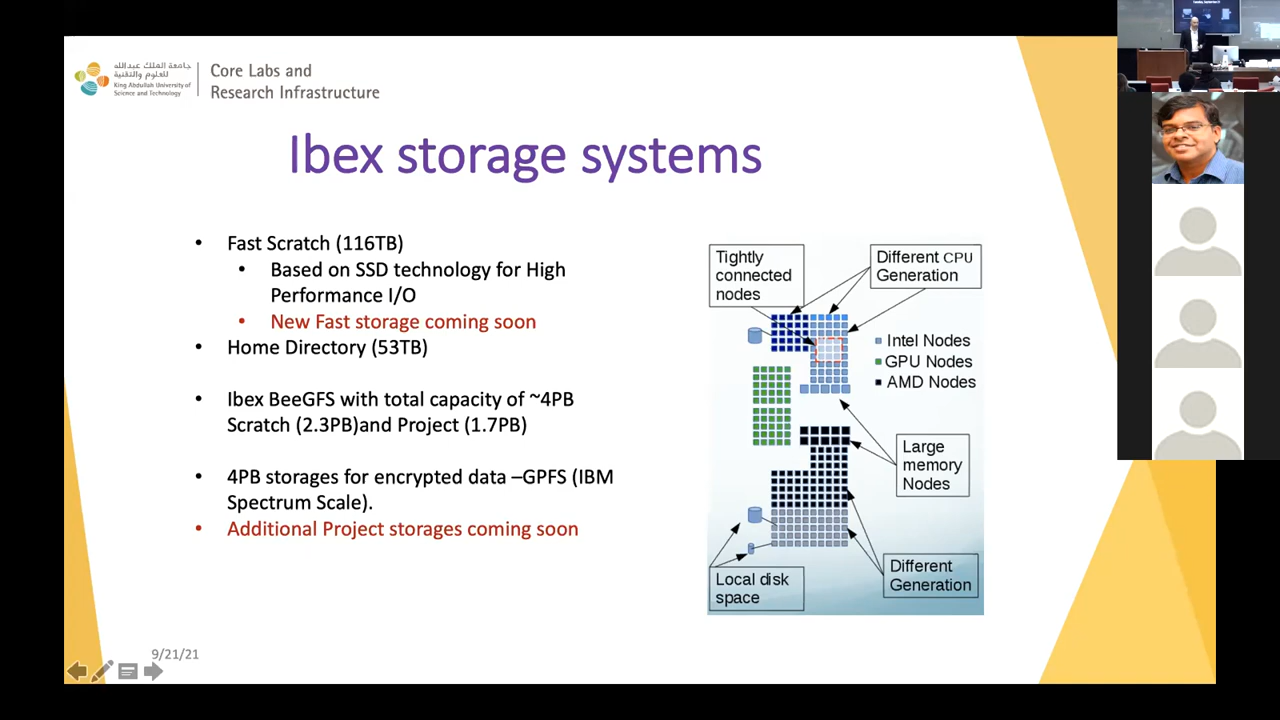 جامعة الملك عبدالله
للعلوم والتقنية
King Abdullah University of
Science and Technology
Core Labs and
Research Infrastructure
Ibex storage systems
• Fast Scratch (116TB)
• Based on SSD technology for High
Performance I/O
• New Fast storage coming soon
• Home Directory (53TB)
• Ibex BeeGFS with total capacity of ~4PB
Scratch (2.3PB)and Project (1.7PB)
• 4PB storages for encrypted data –GPFS (IBM
Spectrum Scale).
• Additional Project storages coming soon
Tightly
connected
nodes
Different CPU
Generation
Intel Nodes
GPU Nodes
AMD Nodes
Large
memory
Nodes
Different
Generation
Local disk
space
9/21/21